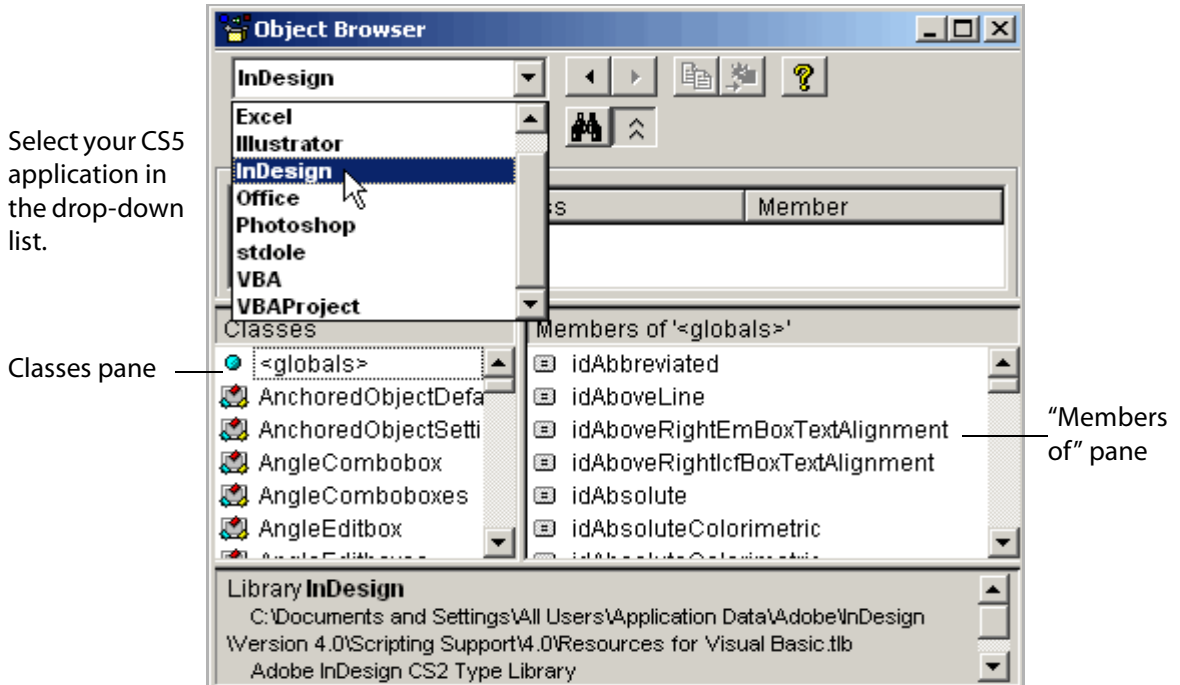 Object Browser
InDesign
Excel
Illustrator
InDesign
Office
Photoshop
stdole
VBA
VBAProject
Select your CS5
application in
the drop-down
list.
ss
Member
Classes
Members of '<globals>'
Classes pane
<globals>
AnchoredObjectDefa
AnchoredObjectSetti
AngleCombobox
AngleComboboxes
AngleEditbox
AngleEditboxes
idAbbreviated
idAboveLine
idAboveRightEmBoxTextAlignment
idAboveRightIcfBoxTextAlignment
idAbsolute
idAbsoluteColorimetric
idAbsoluteColorimetric
"Members
of" pane
Library InDesign
C:\Documents and Settings\All Users\Application Data\Adobe\InDesign
\Version 4.0\Scripting Support\4.0\Resources for Visual Basic.tlb
Adobe InDesign CS2 Type Library